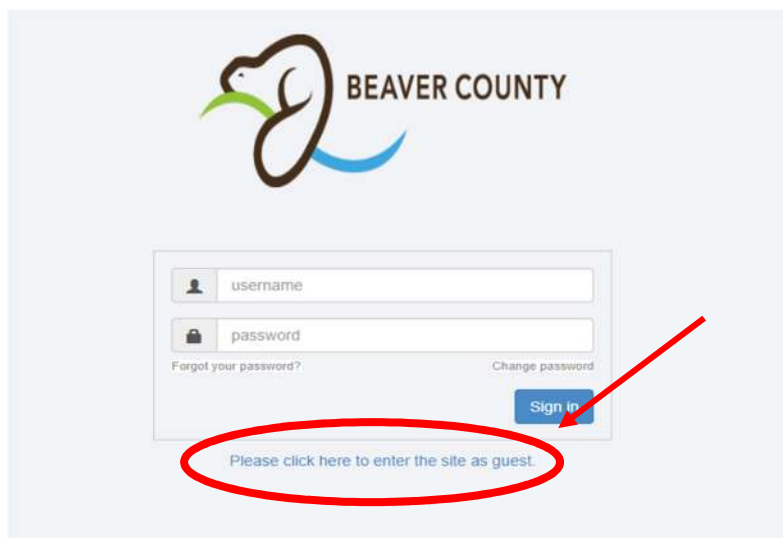 BEAVER COUNTY
username
password
Forgot your password? Change password
Sign in
Please click here to enter the site as guest.